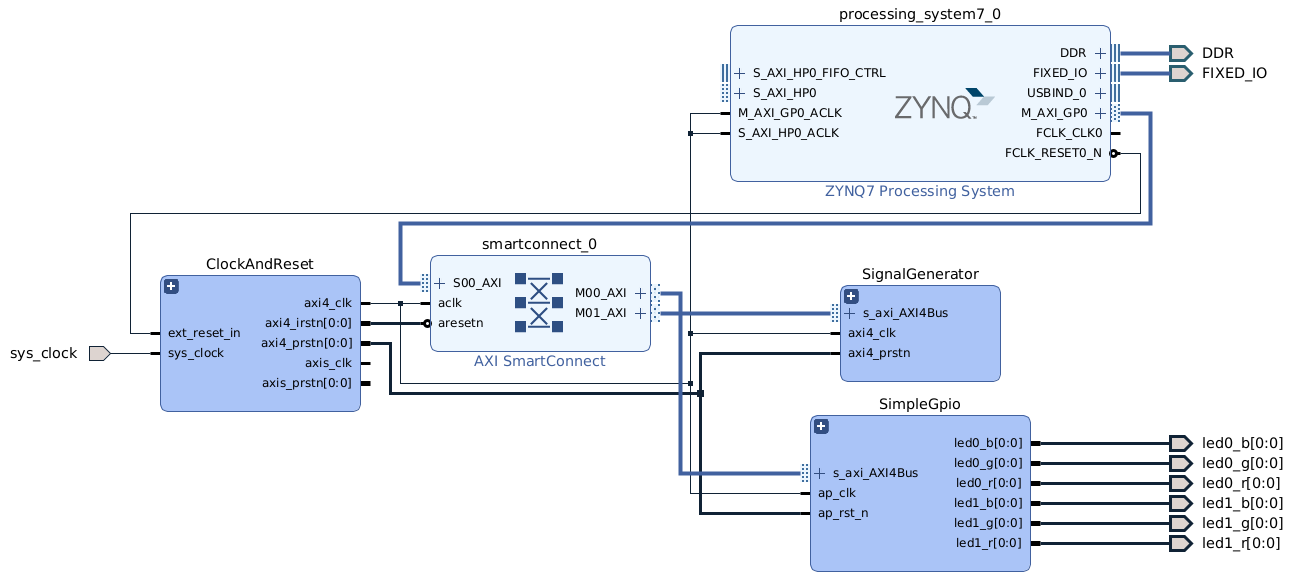 processing_system7_0
S_AXI_HP0_FIFO_CTRL
S_AXI_HP0
M_AXI_GP0_ACLK
S_AXI_HP0_ACLK
ZYNQ
DDR
FIXED_IO
USBIND_0
M_AXI_GP0
FCLK_CLK0
FCLK_RESET0_N
ZYNQ7 Processing System
DDR
FIXED_IO
sys_clock
ClockAndReset
ext_reset_in
sys_clock
axi4_clk
axi4_irstn[0:0]
axi4_prstn[0:0]
axis_clk
axis_prstn[0:0]
smartconnect_0
S00_AXI
aclk
aresetn
M00_AXI
M01_AXI
AXI SmartConnect
SignalGenerator
s_axi_AXI4Bus
axi4_clk
axi4_prstn
SimpleGpio
s_axi_AXI4Bus
ap_clk
ap_rst_n
led0_b[0:0]
led0_g[0:0]
led0_r[0:0]
led1_b[0:0]
led1_g[0:0]
led1_r[0:0]
led0_b[0:0]
led0_g[0:0]
led0_r[0:0]
led1_b[0:0]
led1_g[0:0]
led1_r[0:0]